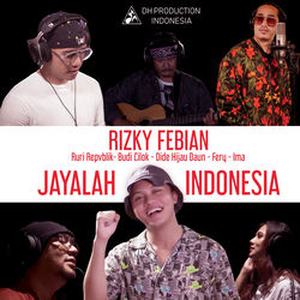 DH PRODUCTION
INDONESIA
RIZKY FEBIAN
Ruri Repvblik- Budi Cilok - Dide Hijau Daun - Fery - Ima
JAYALAH INDONESIA